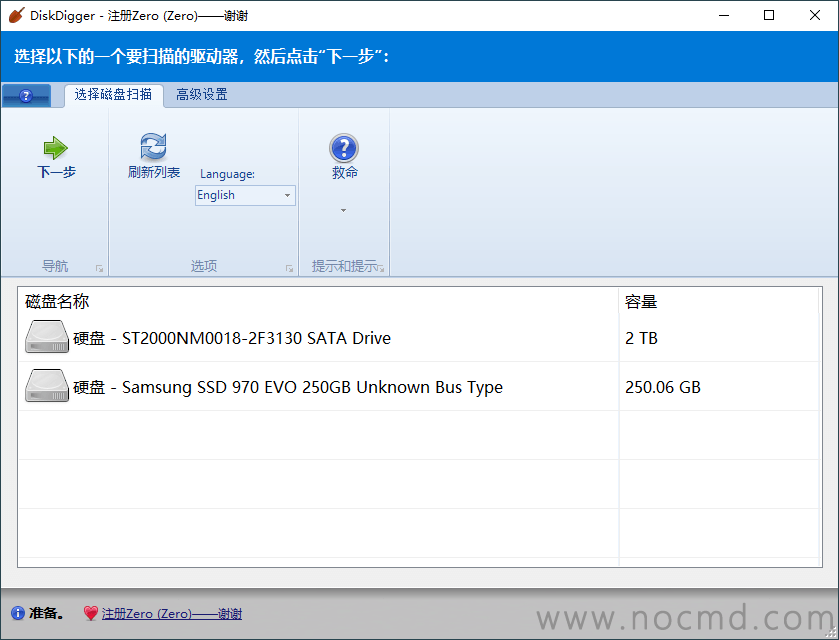 DiskDigger - 注册Zero (Zero)——谢谢
选择以下的一个要扫描的驱动器，然后点击“下一步”：
选择磁盘扫描 高级设置
下一步
刷新列表
Language:
English
救命
导航 选项 提示和提示
磁盘名称 容量
硬盘 - ST2000NM0018-2F3130 SATA Drive 2 TB
硬盘 - Samsung SSD 970 EVO 250GB Unknown Bus Type 250.06 GB
准备。 注册Zero (Zero)——谢谢
www.nocmd.com